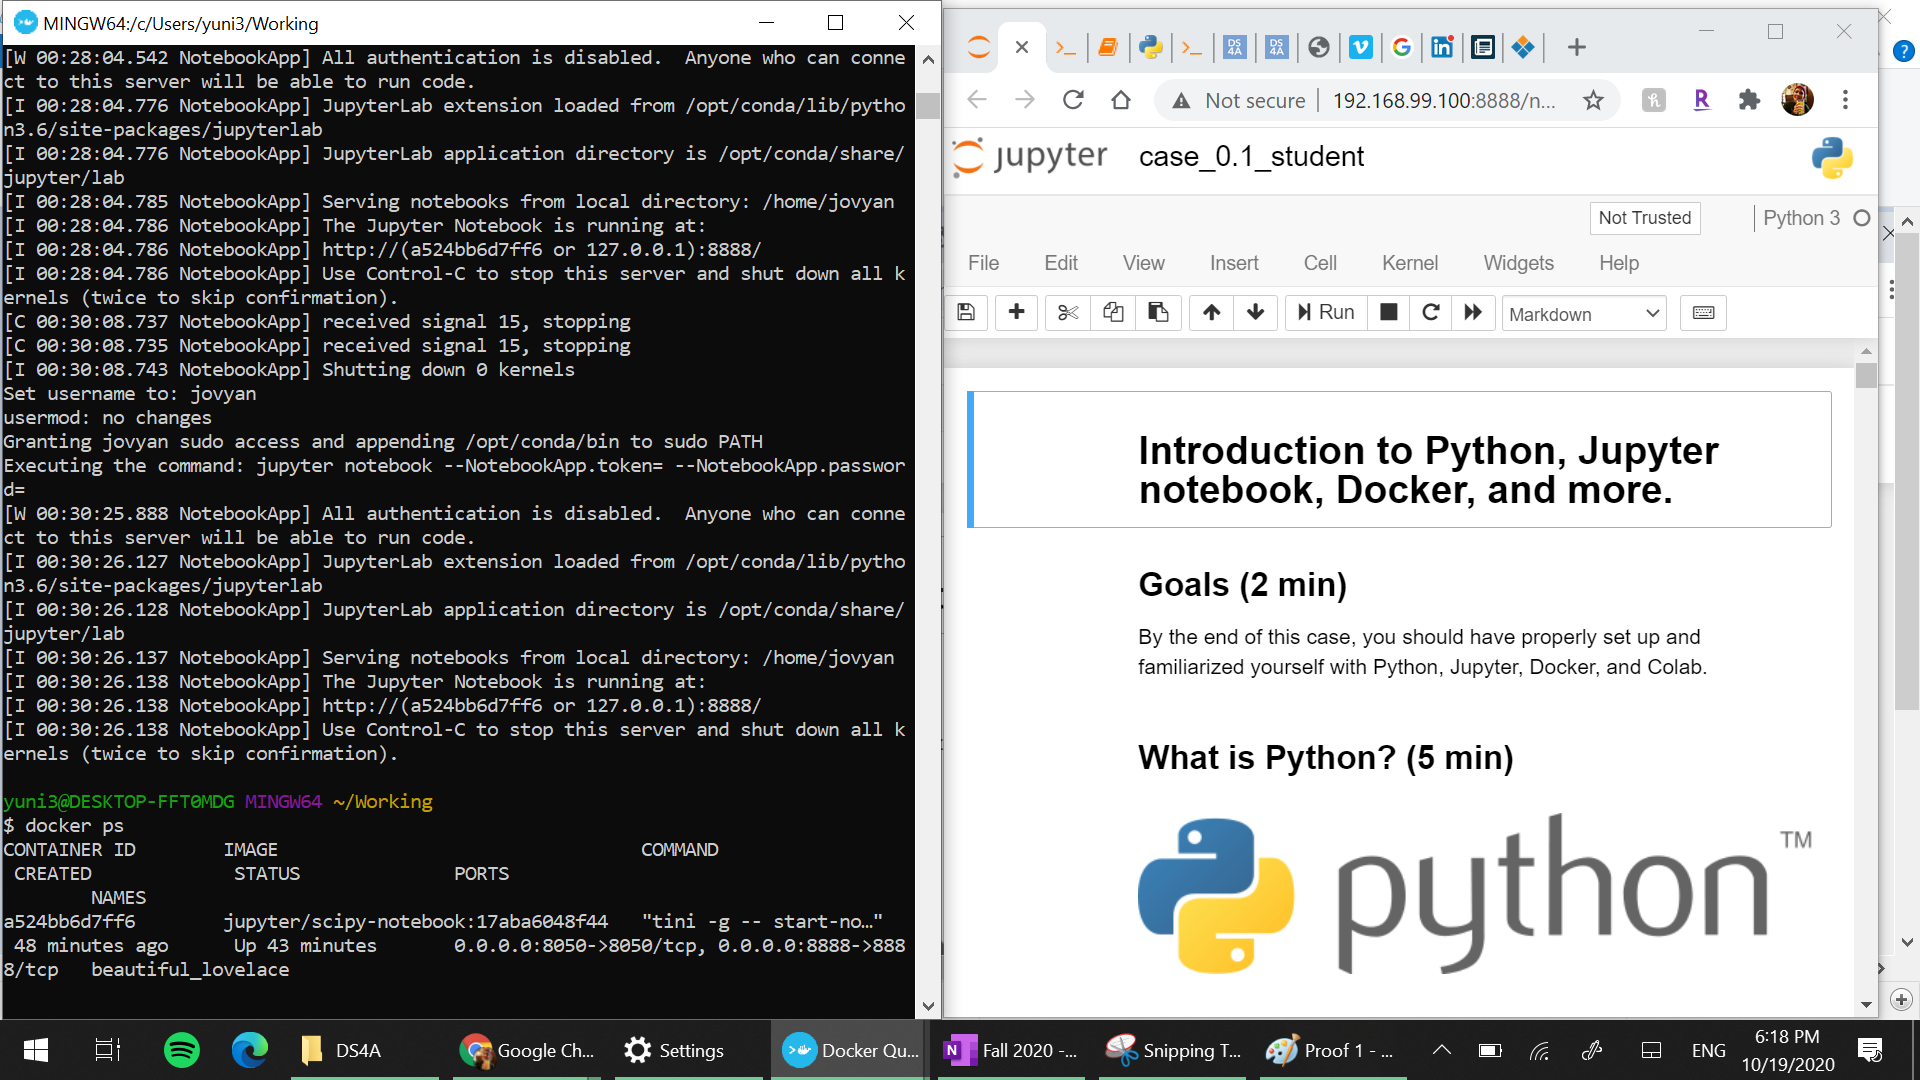 MINGW64:/c/Users/yuni3/Working
[W 00:28:04.542 NotebookApp] All authentication is disabled.  Anyone who can conne
ct to this server will be able to run code.
[I 00:28:04.776 NotebookApp] JupyterLab extension loaded from /opt/conda/lib/pytho
n3.6/site-packages/jupyterlab
[I 00:28:04.776 NotebookApp] JupyterLab application directory is /opt/conda/share/
jupyter/lab
[I 00:28:04.785 NotebookApp] Serving notebooks from local directory: /home/jovyan
[I 00:28:04.786 NotebookApp] The Jupyter Notebook is running at:
[I 00:28:04.786 NotebookApp] http://(a524bb6d7ff6 or 127.0.0.1):8888/
[I 00:28:04.786 NotebookApp] Use Control-C to stop this server and shut down all k
ernels (twice to skip confirmation).
[C 00:30:08.737 NotebookApp] received signal 15, stopping
[C 00:30:08.735 NotebookApp] received signal 15, stopping
[I 00:30:08.743 NotebookApp] Shutting down 0 kernels
Set username to: jovyan
usermod: no changes
Granting jovyan sudo access and appending /opt/conda/bin to sudo PATH
Executing the command: jupyter notebook --NotebookApp.token= --NotebookApp.passwor
d=
[W 00:30:25.888 NotebookApp] All authentication is disabled.  Anyone who can conne
ct to this server will be able to run code.
[I 00:30:26.127 NotebookApp] JupyterLab extension loaded from /opt/conda/lib/pytho
n3.6/site-packages/jupyterlab
[I 00:30:26.128 NotebookApp] JupyterLab application directory is /opt/conda/share/
jupyter/lab
[I 00:30:26.137 NotebookApp] Serving notebooks from local directory: /home/jovyan
[I 00:30:26.138 NotebookApp] The Jupyter Notebook is running at:
[I 00:30:26.138 NotebookApp] http://(a524bb6d7ff6 or 127.0.0.1):8888/
[I 00:30:26.138 NotebookApp] Use Control-C to stop this server and shut down all k
ernels (twice to skip confirmation).
yuni3@DESKTOP-FFT0MDG MINGW64 ~/Working
$ docker ps
CONTAINER ID        IMAGE                                 COMMAND
CREATED             STATUS              PORTS
NAMES
a524bb6d7ff6        jupyter/scipy-notebook:17aba6048f44   "tini -g -- start-no…"
48 minutes ago      Up 43 minutes       0.0.0.0:8050->8050/tcp, 0.0.0.0:8888->888
8/tcp   beautiful_lovelace
DS4A DS4A
Not secure 192.168.99.100:8888/n...
jupyter case_0.1_student
Not Trusted Python 3
File Edit View Insert Cell Kernel Widgets Help
Run Markdown
Introduction to Python, Jupyter
notebook, Docker, and more.
Goals (2 min)
By the end of this case, you should have properly set up and
familiarized yourself with Python, Jupyter, Docker, and Colab.
What is Python? (5 min)
python TM
DS4A Google Ch... Settings Docker Qu... Fall 2020 -... Snipping T... Proof 1 - ... ENG 6:18 PM
10/19/2020